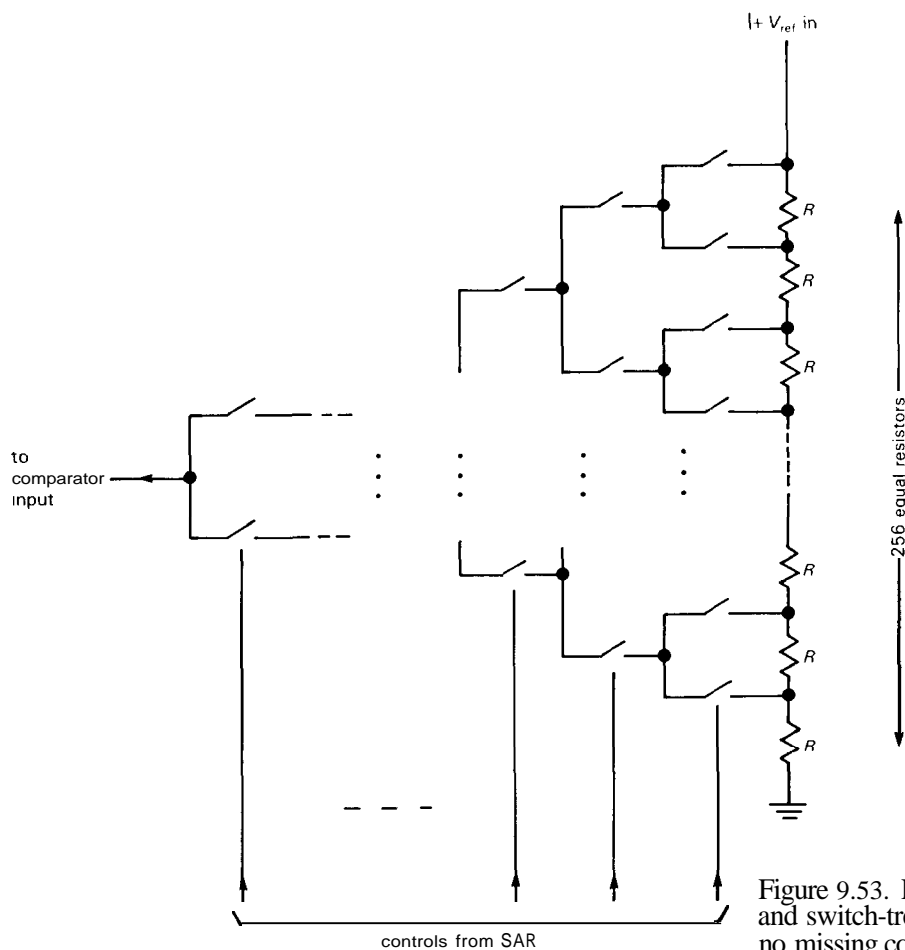 + V_ref in
R
R
R
to
comparator
input
256 equal resistors
R
R
R
controls from SAR
Figure 9.53.
and switch-tre
no missing co